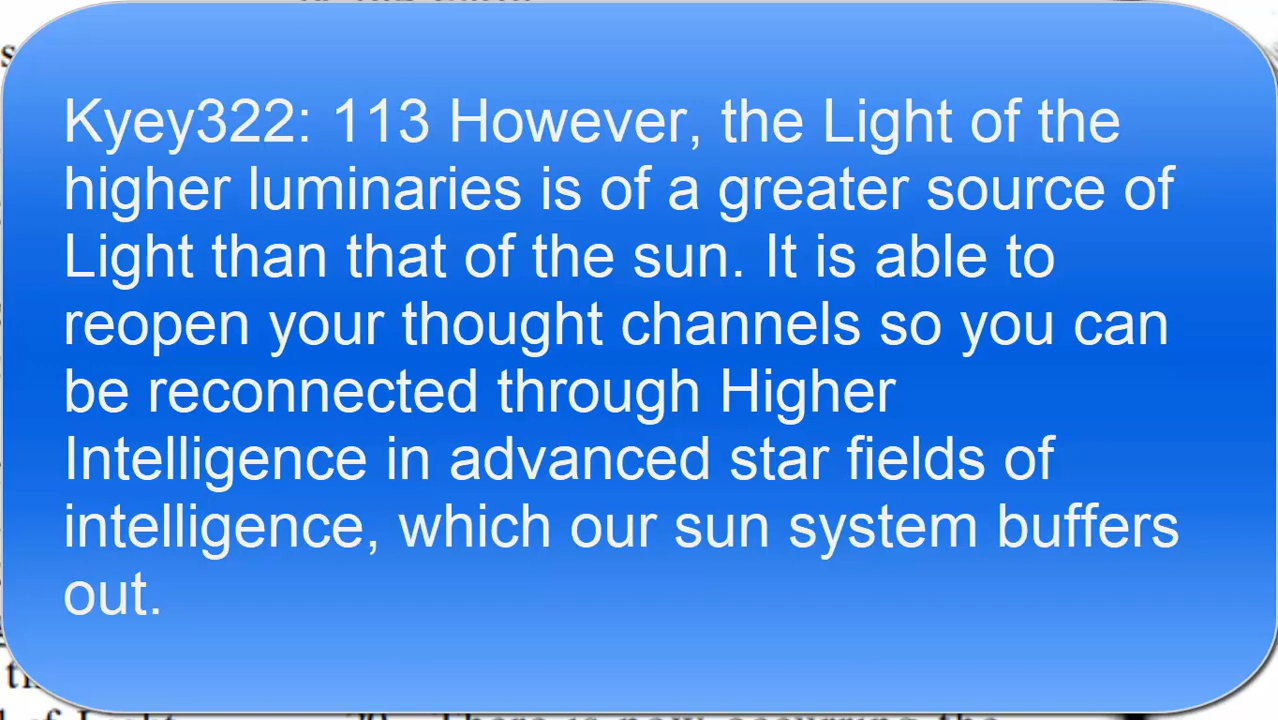 Kyey322: 113 However, the Light of the
higher luminaries is of a greater source of
Light than that of the sun. It is able to
reopen your thought channels so you can
be reconnected through Higher
Intelligence in advanced star fields of
intelligence, which our sun system buffers
out.